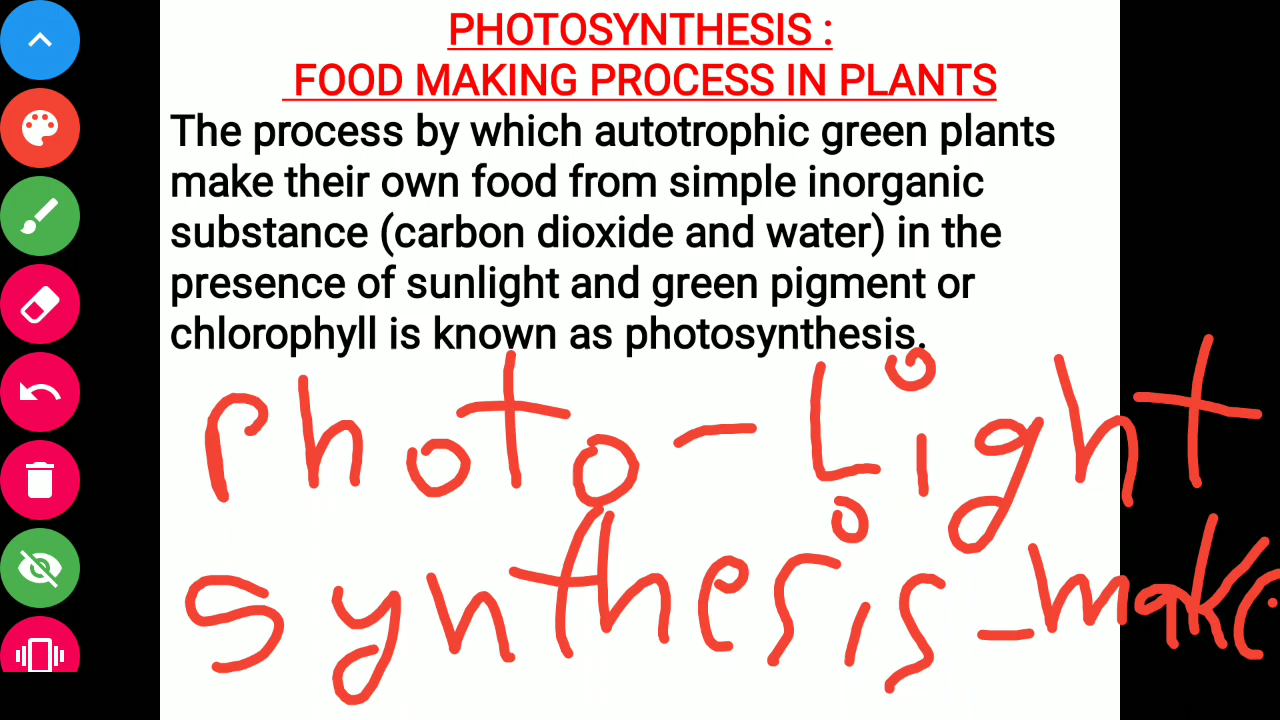 PHOTOSYNTHESIS :
FOOD MAKING PROCESS IN PLANTS
The process by which autotrophic green plants
make their own food from simple inorganic
substance (carbon dioxide and water) in the
presence of sunlight and green pigment or
chlorophyll is known as photosynthesis.
Photo - Light
synthesis - make